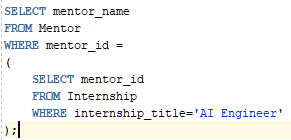 SELECT mentor_name
FROM Mentor
WHERE mentor_id =
(
    SELECT mentor_id
    FROM Internship
    WHERE internship_title='AI Engineer'
);